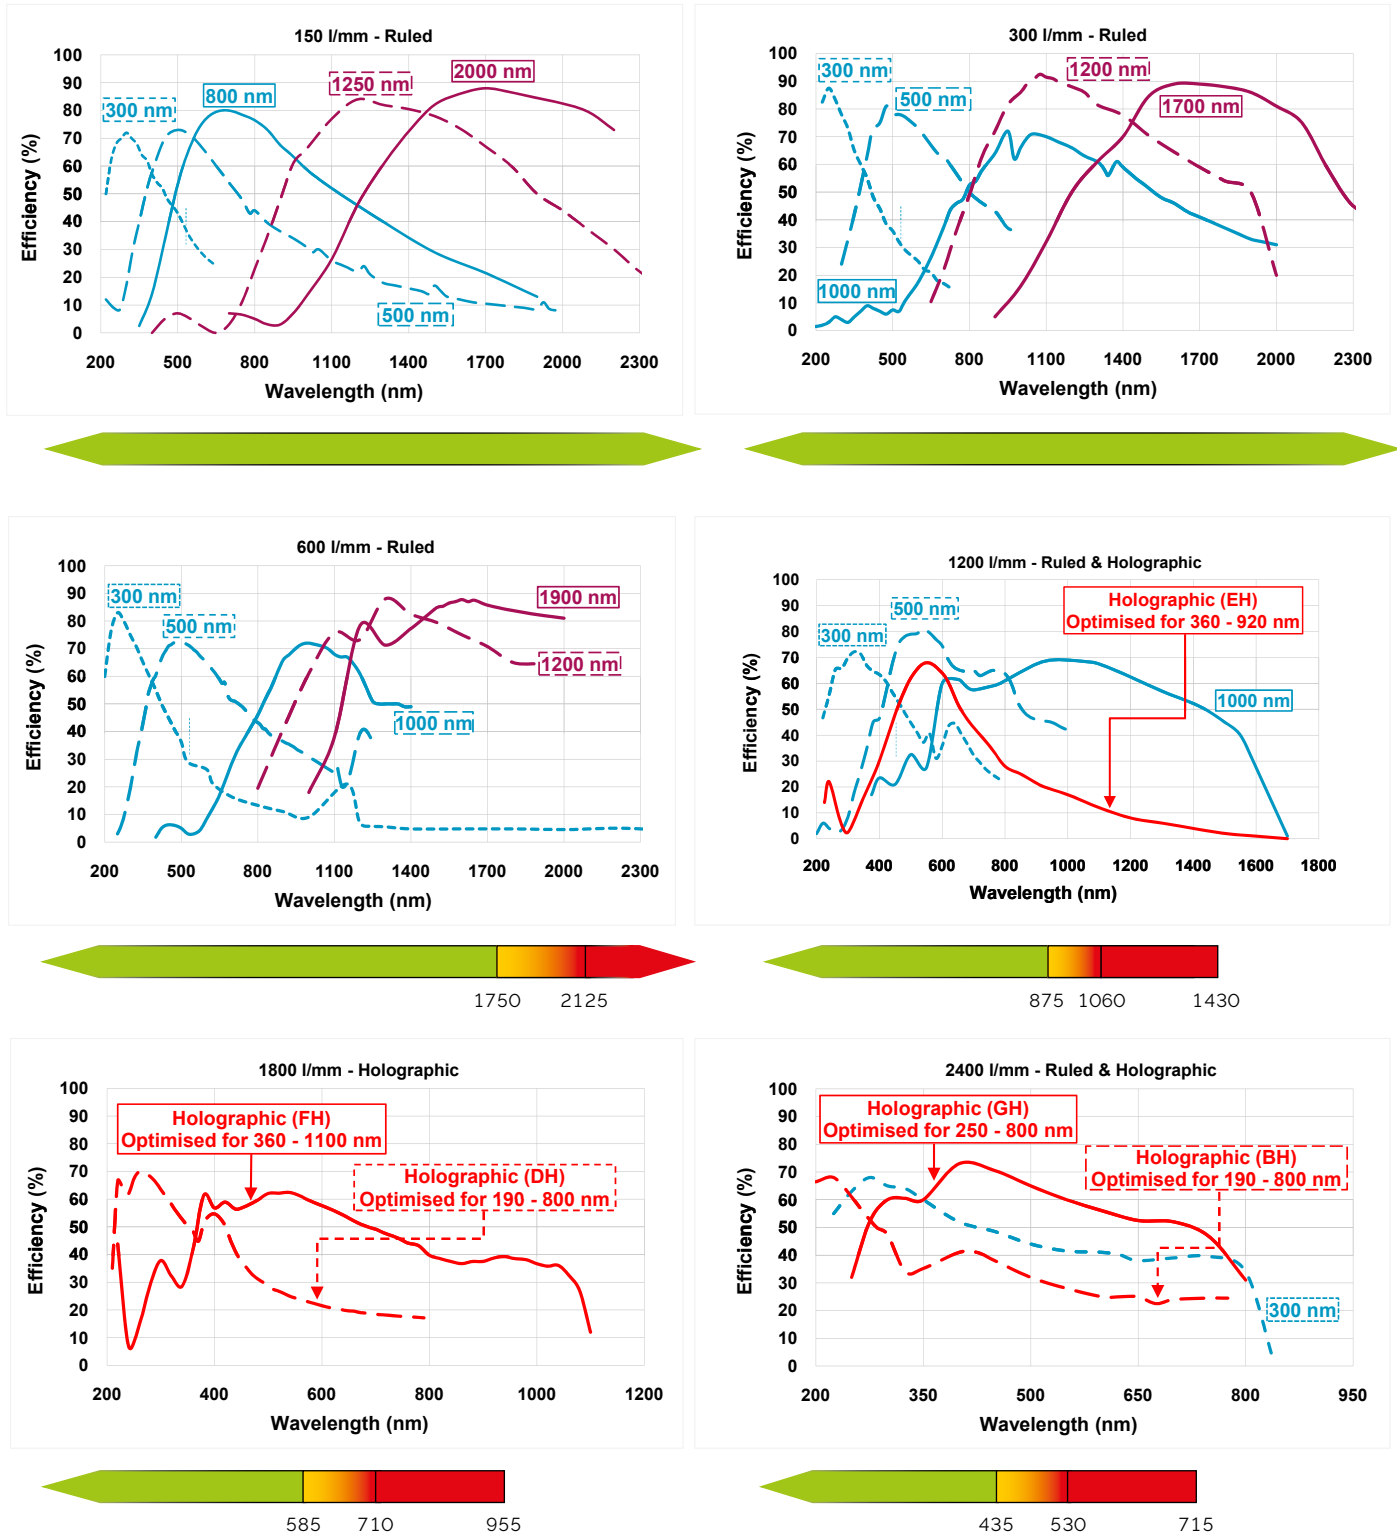 150 l/mm - Ruled
100
90
80
70
60
50
40
30
20
10
0
Efficiency (%)
300 nm
800 nm
1250 nm
2000 nm
500 nm
200 500 800 1100 1400 1700 2000 2300
Wavelength (nm)
300 l/mm - Ruled
100
90
80
70
60
50
40
30
20
10
0
Efficiency (%)
300 nm
500 nm
1200 nm
1700 nm
1000 nm
200 500 800 1100 1400 1700 2000 2300
Wavelength (nm)
600 l/mm - Ruled
100
90
80
70
60
50
40
30
20
10
0
Efficiency (%)
300 nm
500 nm
1900 nm
1200 nm
1000 nm
200 500 800 1100 1400 1700 2000 2300
Wavelength (nm)
1750 2125
1200 l/mm - Ruled & Holographic
100
90
80
70
60
50
40
30
20
10
0
Efficiency (%)
500 nm
300 nm
Holographic (EH)
Optimised for 360 - 920 nm
1000 nm
200 400 600 800 1000 1200 1400 1600 1800
Wavelength (nm)
875 1060 1430
1800 l/mm - Holographic
100
90
80
70
60
50
40
30
20
10
0
Efficiency (%)
Holographic (FH)
Optimised for 360 - 1100 nm
Holographic (DH)
Optimised for 190 - 800 nm
200 400 600 800 1000 1200
Wavelength (nm)
585 710 955
2400 l/mm - Ruled & Holographic
100
90
80
70
60
50
40
30
20
10
0
Efficiency (%)
Holographic (GH)
Optimised for 250 - 800 nm
Holographic (BH)
Optimised for 190 - 800 nm
300 nm
200 350 500 650 800 950
Wavelength (nm)
435 530 715